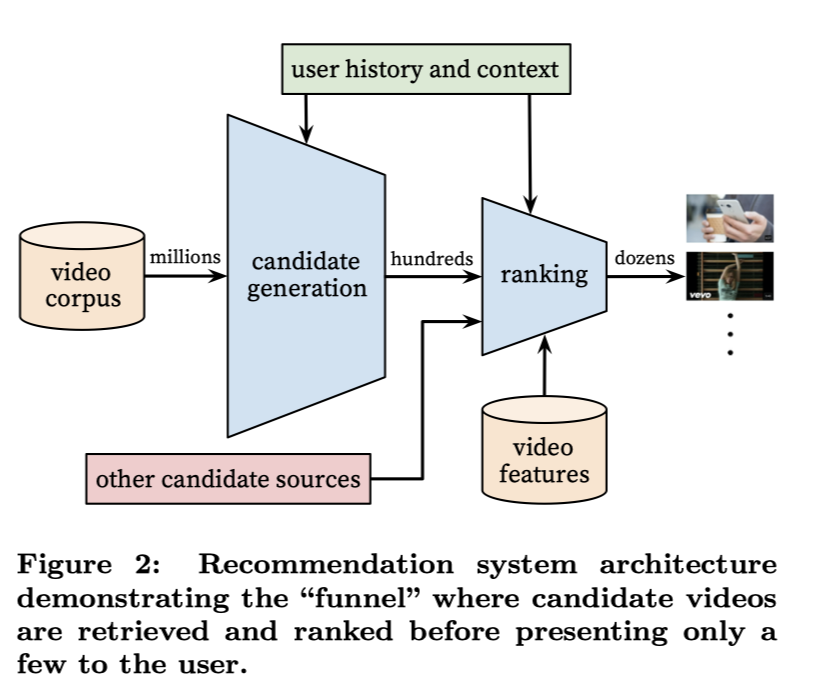 user history and context
millions
video
corpus
candidate
generation
hundreds
ranking
dozens
vevo
other candidate sources
video
features
Figure 2: Recommendation system architecture
demonstrating the “funnel” where candidate videos
are retrieved and ranked before presenting only a
few to the user.